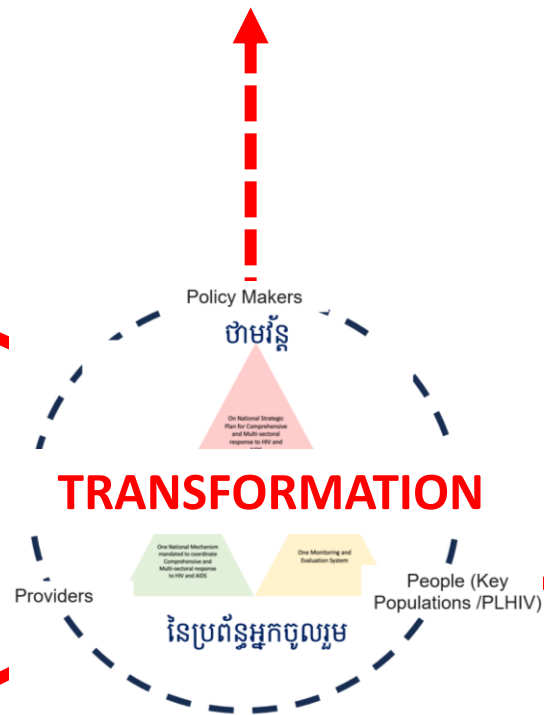 Policy Makers
ថាមវ័ន្ត
On National Strategic
Plan for Comprehensive
and Multi-sectoral
response to HIV and
TRANSFORMATION
One National Mechanism
mandated to coordinate
Comprehensive and
Multi-sectoral response
to HIV and AIDS
One Monitoring and
Evaluation System
Providers
People (Key
Populations /PLHIV)
នៃប្រព័ន្ធអ្នកចូលរួម